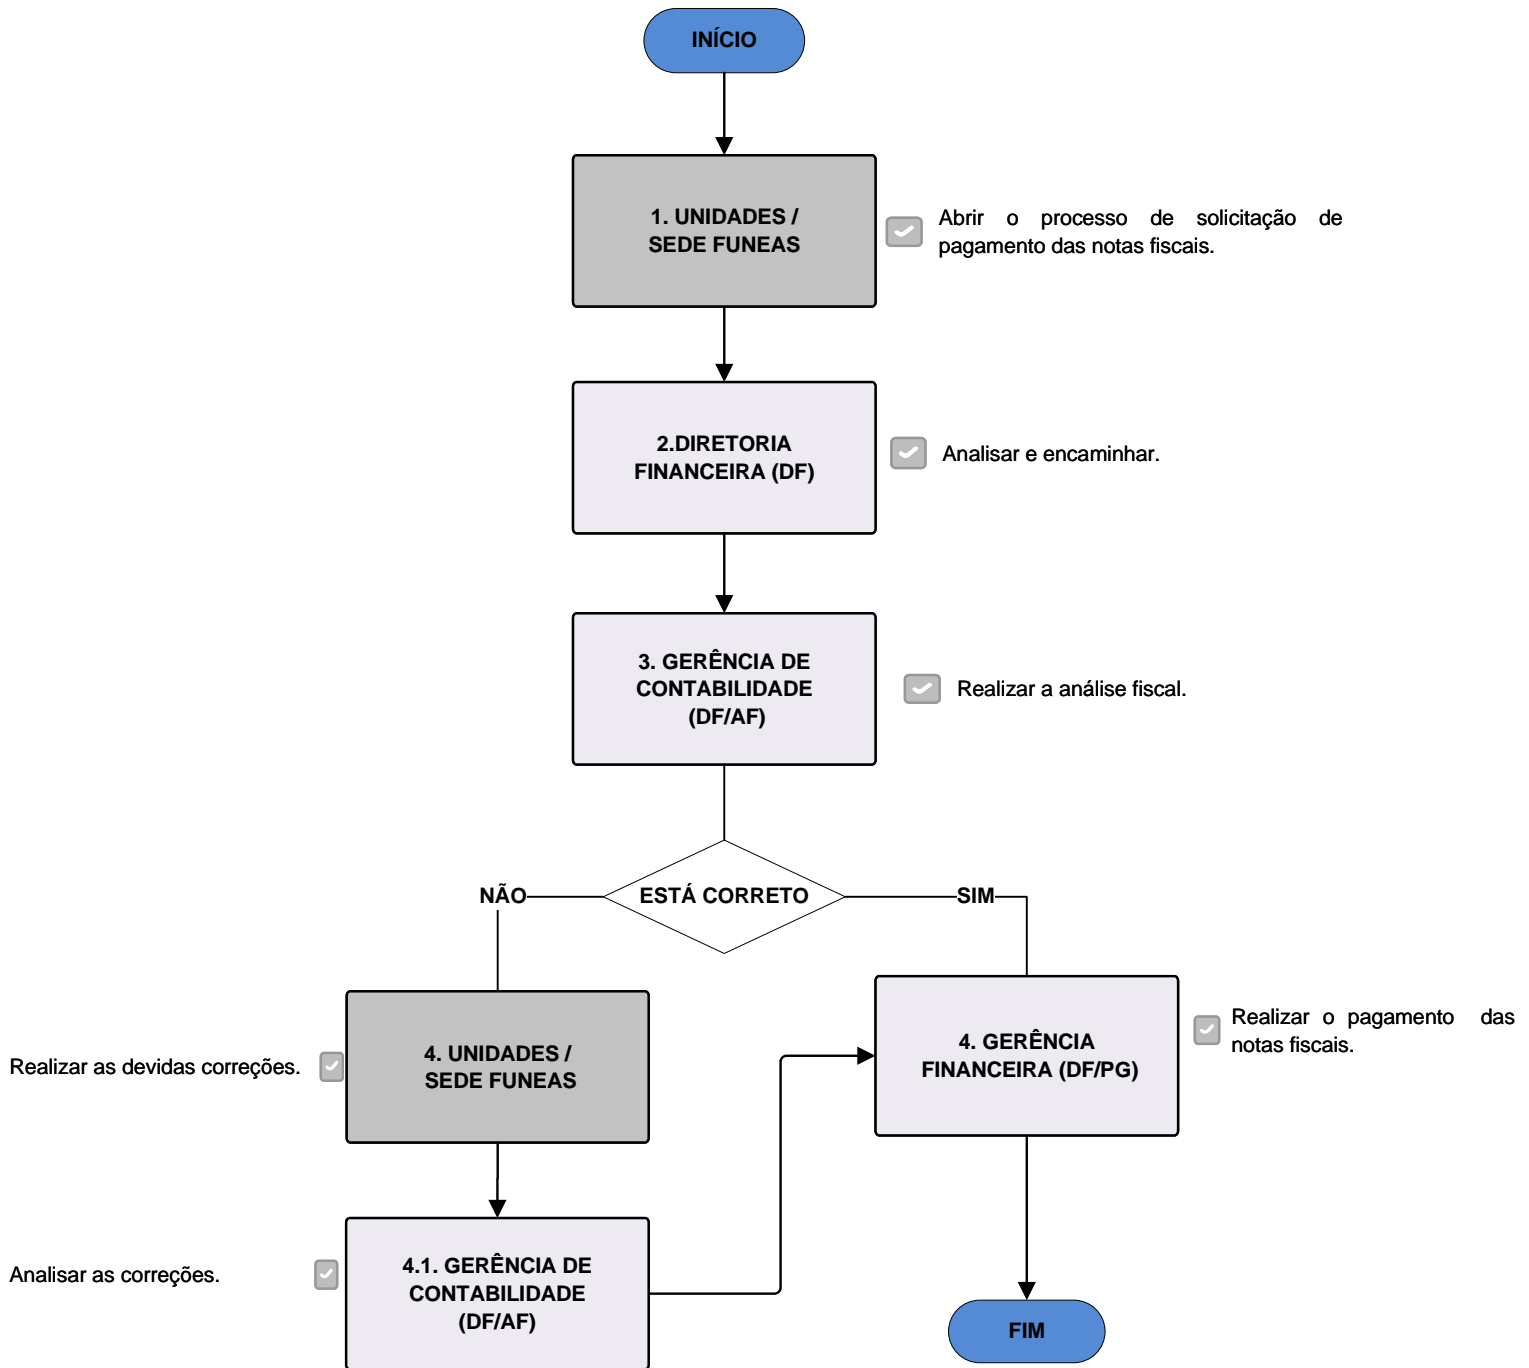 INÍCIO
1. UNIDADES /
SEDE FUNEAS
Abrir o processo de solicitação de
pagamento das notas fiscais.
2.DIRETORIA
FINANCEIRA (DF)
Analisar e encaminhar.
3. GERÊNCIA DE
CONTABILIDADE
(DF/AF)
Realizar a análise fiscal.
NÃO
ESTÁ CORRETO
SIM
Realizar as devidas correções.
4. UNIDADES /
SEDE FUNEAS
4. GERÊNCIA
FINANCEIRA (DF/PG)
Realizar o pagamento das
notas fiscais.
Analisar as correções.
4.1. GERÊNCIA DE
CONTABILIDADE
(DF/AF)
FIM